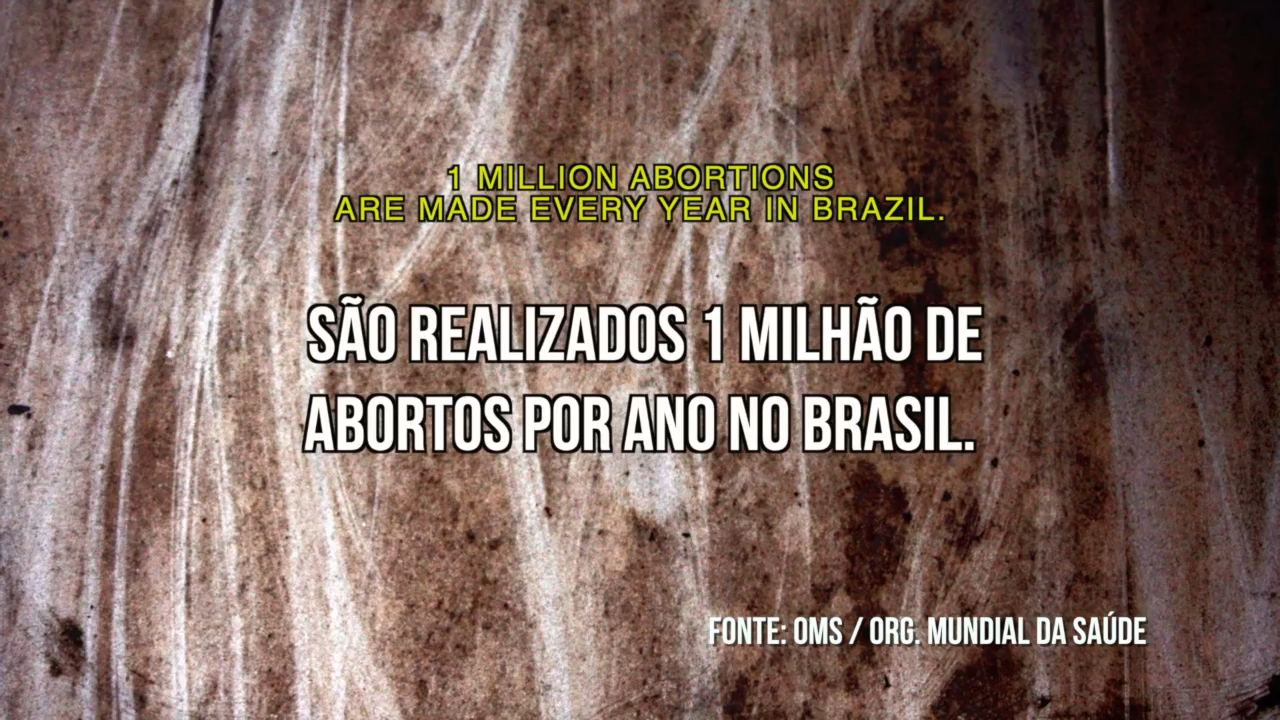 1 MILLION ABORTIONS
ARE MADE EVERY YEAR IN BRAZIL.
SÃO REALIZADOS 1 MILHÃO DE
ABORTOS POR ANO NO BRASIL.
FONTE: OMS / ORG. MUNDIAL DA SAÚDE